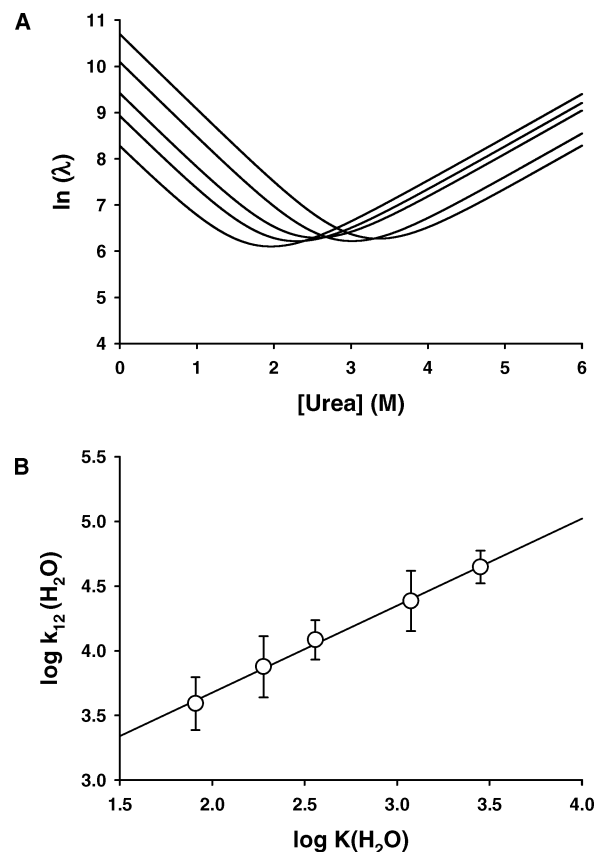 A
11
10
9
8
7
6
5
4
ln (λ)
0 1 2 3 4 5 6
[Urea] (M)
B
5.5
5.0
4.5
4.0
3.5
3.0
log k₁₂ (H₂O)
1.5 2.0 2.5 3.0 3.5 4.0
log K(H₂O)